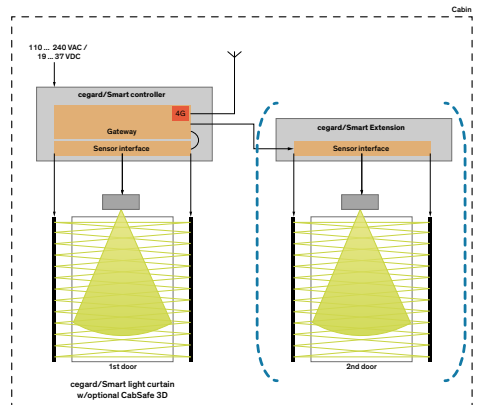 Cabin
110 ... 240 VAC /
19 ... 37 VDC
cegard/Smart controller
4G
Gateway
Sensor interface
cegard/Smart Extension
Sensor interface
1st door
2nd door
cegard/Smart light curtain
w/optional CabSafe 3D